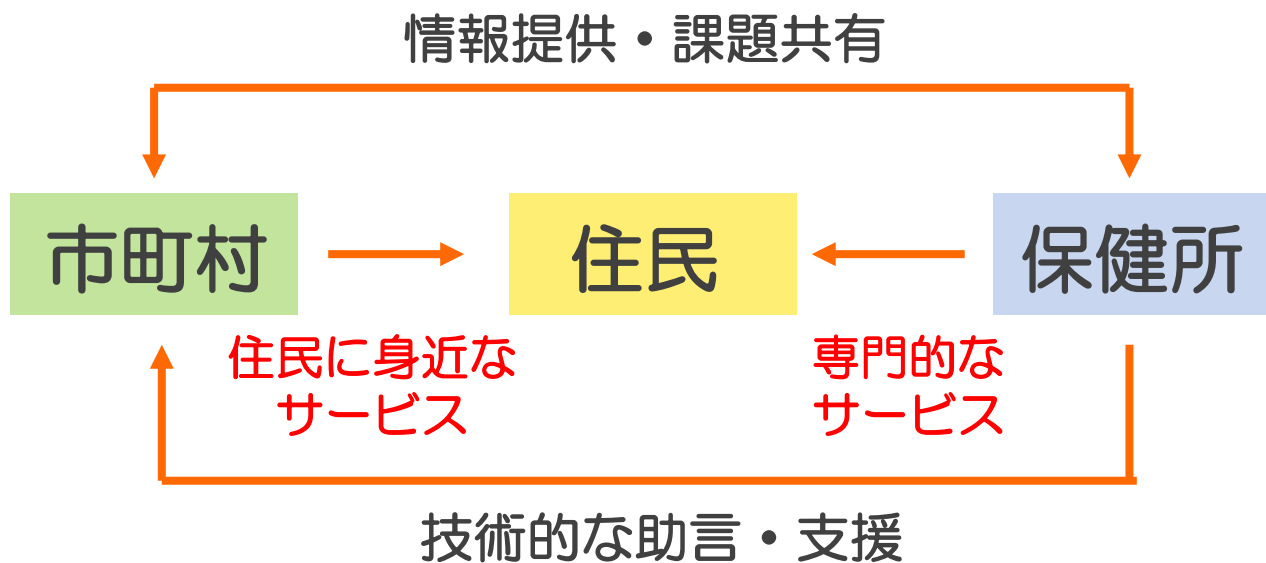 情報提供・課題共有
市町村
住民
保健所
住民に身近な
サービス
専門的な
サービス
技術的な助言・支援